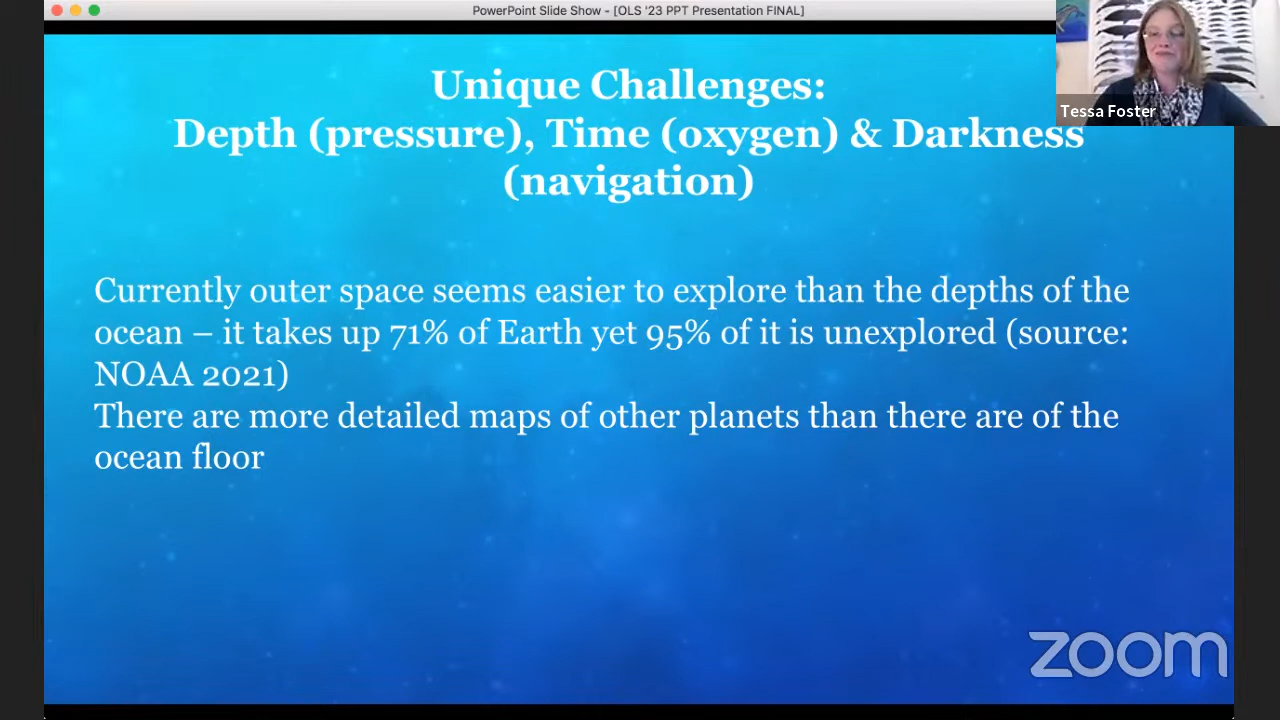 PowerPoint Slide Show - [OLS '23 PPT Presentation FINAL]
Tessa Foster
Unique Challenges:
Depth (pressure), Time (oxygen) & Darkness
(navigation)
Currently outer space seems easier to explore than the depths of the
ocean – it takes up 71% of Earth yet 95% of it is unexplored (source:
NOAA 2021)
There are more detailed maps of other planets than there are of the
ocean floor
zoom